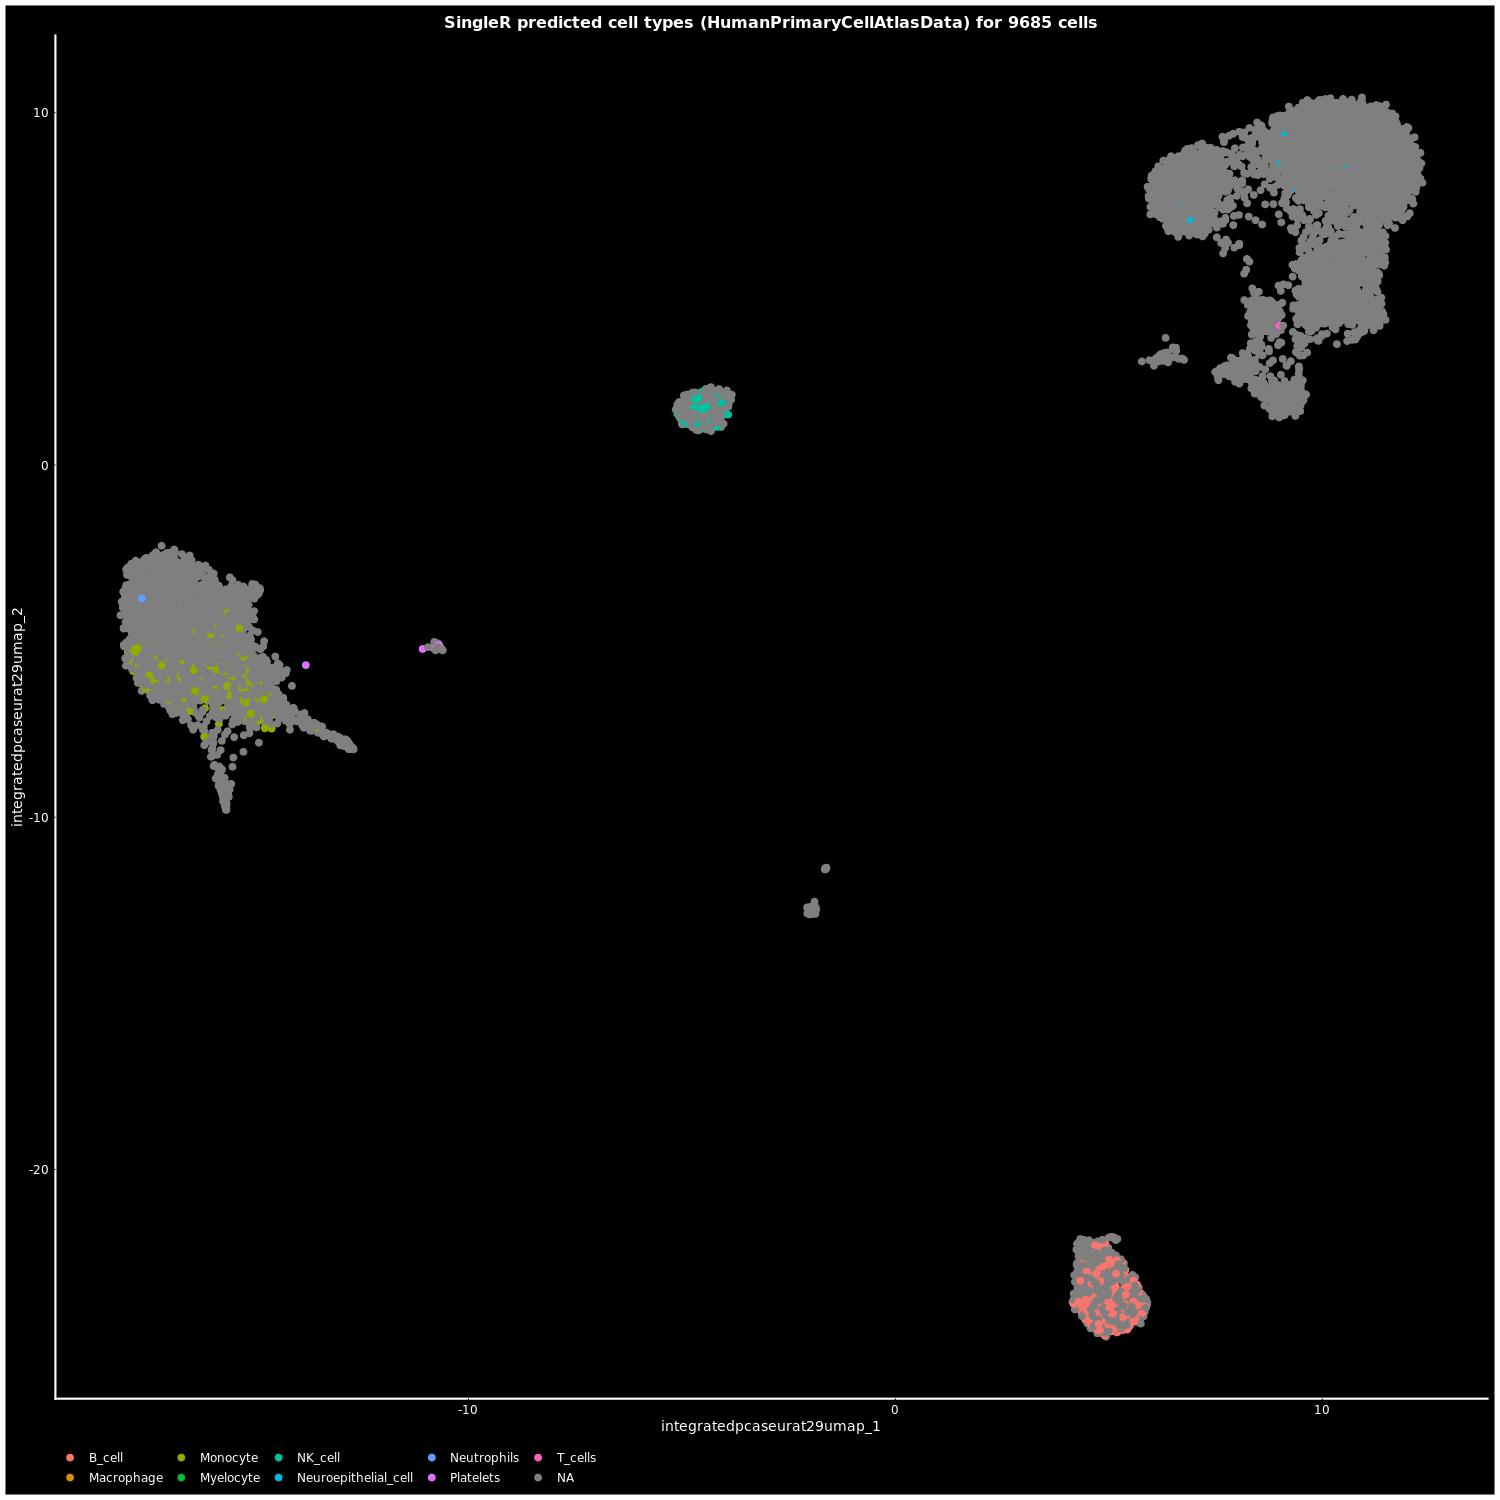 SingleR predicted cell types (HumanPrimaryCellAtlasData) for 9685 cells
10
0
-10
-20
integratedpcaseurat29umap_2
-10 0 10
integratedpcaseurat29umap_1
B_cell Monocyte NK_cell Neutrophils T_cells
Macrophage Myelocyte Neuroepithelial_cell Platelets NA